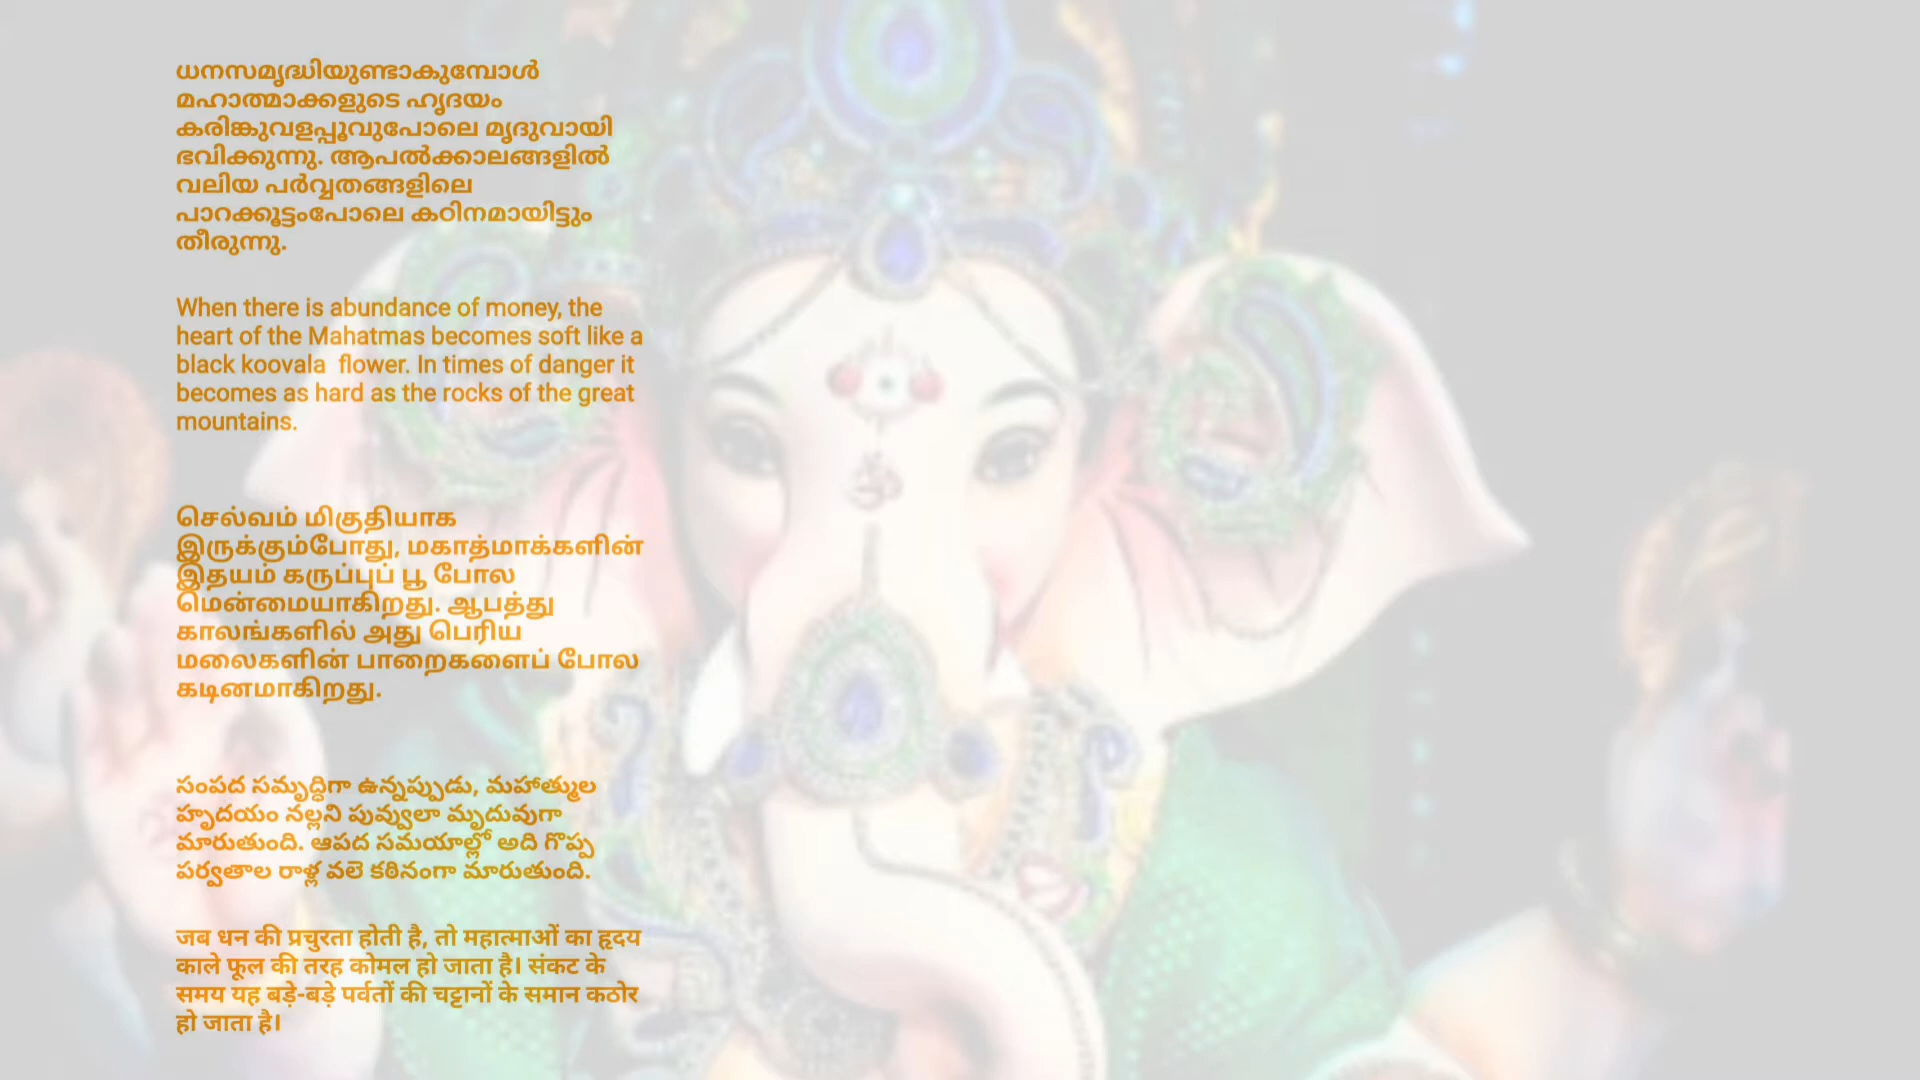 ധനസമൃദ്ധിയുണ്ടാകുമ്പോൾ
മഹാത്മാക്കളുടെ ഹൃദയം
കരിങ്കുവളപ്പൂവുപോലെ മൃദുവായി
ഭവിക്കുന്നു. ആപൽക്കാലങ്ങളിൽ
വലിയ പർവ്വതങ്ങളിലെ
പാറക്കൂട്ടംപോലെ കഠിനമായിട്ടും
തീരുന്നു.
When there is abundance of money, the
heart of the Mahatmas becomes soft like a
black koovala  flower. In times of danger it
becomes as hard as the rocks of the great
mountains.
செல்வம் மிகுதியாக
இருக்கும்போது, மகாத்மாக்களின்
இதயம் கருப்புப் பூ போல
மென்மையாகிறது. ஆபத்து
காலங்களில் அது பெரிய
மலைகளின் பாறைகளைப் போல
கடினமாகிறது.
సంపద సమృద్ధిగా ఉన్నప్పుడు, మహాత్ముల
హృదయం నల్లని పువ్వులా మృదువుగా
మారుతుంది. ఆపద సమయాల్లో అది గొప్ప
పర్వతాల రాళ్ల వలె కఠినంగా మారుతుంది.
जब धन की प्रचुरता होती है, तो महात्माओं का हृदय
काले फूल की तरह कोमल हो जाता है। संकट के
समय यह बड़े-बड़े पर्वतों की चट्टानों के समान कठोर
हो जाता है।